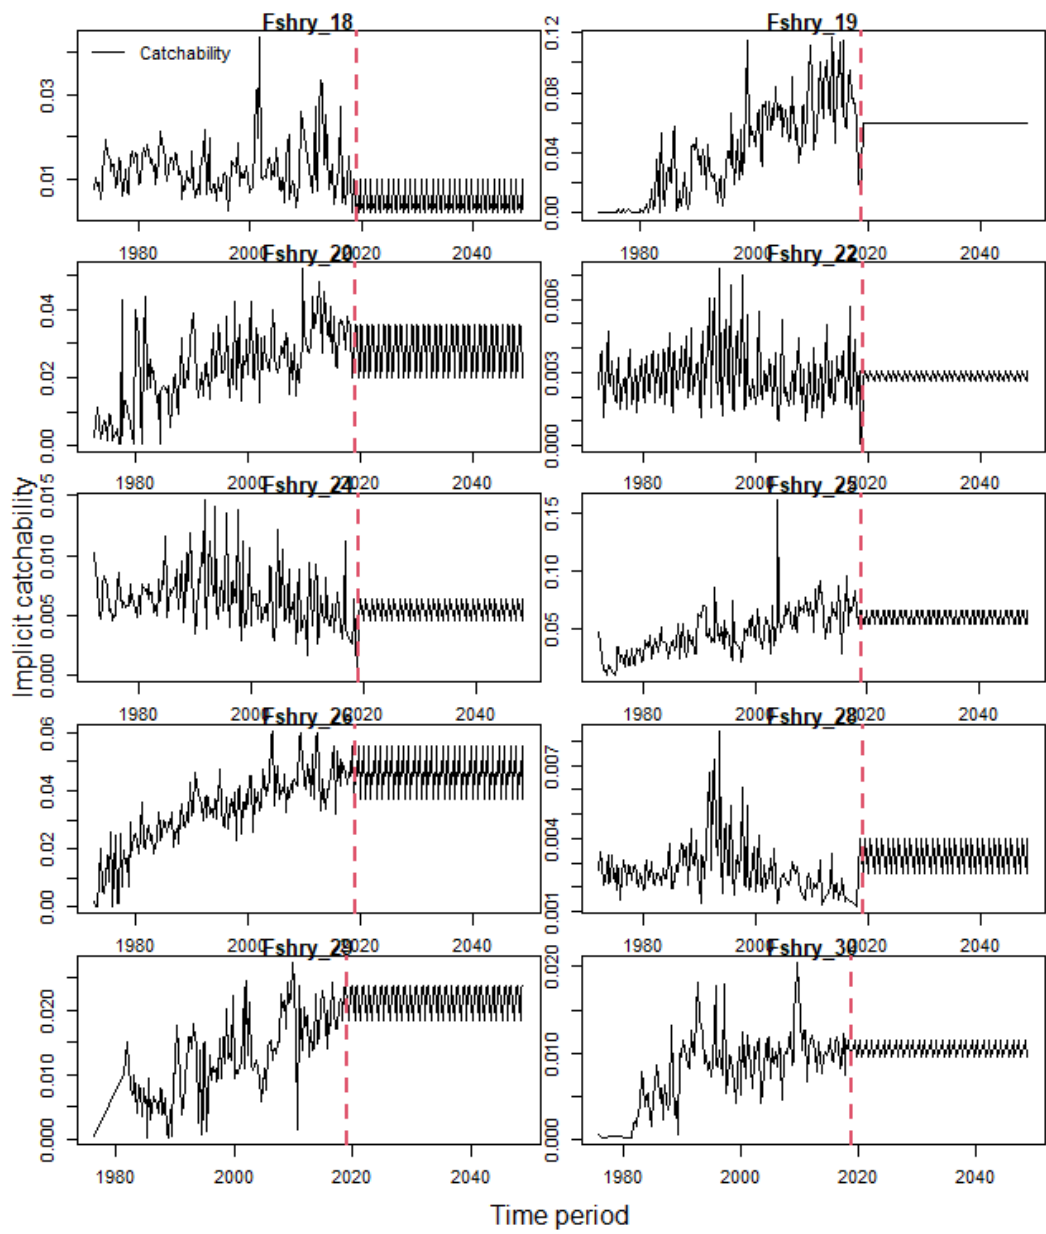 Fshry_18
Fshry_19
Catchability
0.01 0.03
0.00 0.04 0.08 0.12
1980 2000 2020 2040
1980 2000 2020 2040
Fshry_20
Fshry_22
0.00 0.02 0.04
0.000 0.003 0.006
1980 2000 2020 2040
1980 2000 2020 2040
Fshry_24
Fshry_25
0.000 0.005 0.010 0.015
0.05 0.10 0.15
1980 2000 2020 2040
1980 2000 2020 2040
Fshry_26
Fshry_28
0.00 0.02 0.04 0.06
0.001 0.004 0.007
1980 2000 2020 2040
1980 2000 2020 2040
Fshry_29
Fshry_30
0.000 0.010 0.020
0.000 0.010 0.020
1980 2000 2020 2040
1980 2000 2020 2040
Implicit catchability
Time period